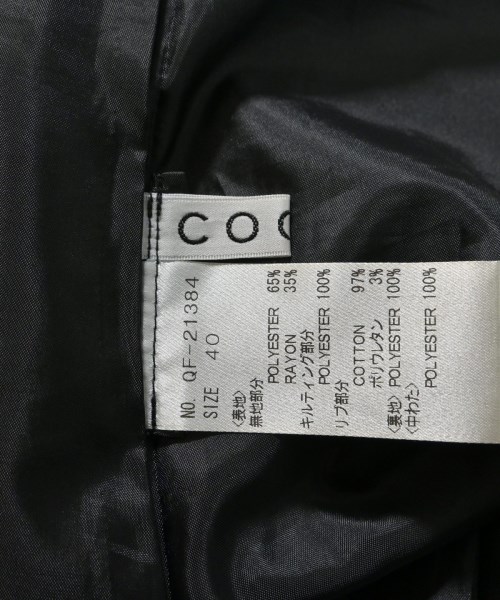 COC
NO. QF-21384
SIZE 40
〈表地〉
無地部分
POLYESTER 65%
RAYON 35%
キルティング部分
POLYESTER 100%
リブ部分
COTTON 97%
ポリウレタン 3%
〈裏地〉POLYESTER 100%
〈中わた〉
POLYESTER 100%